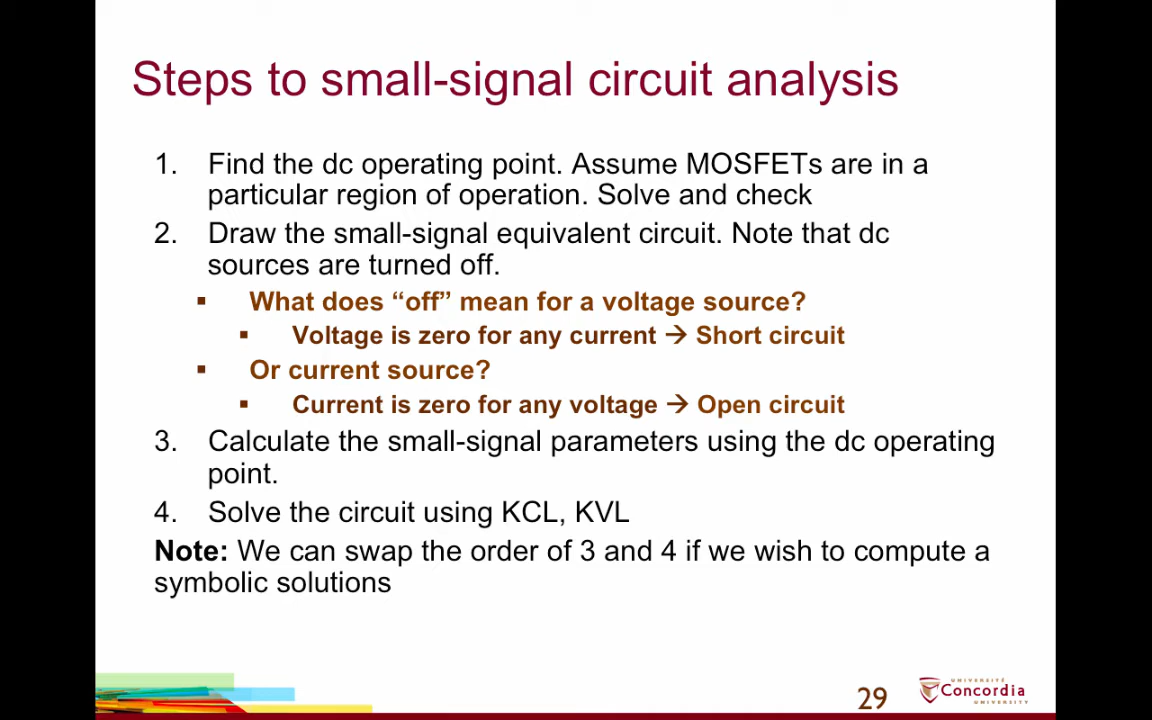 Steps to small-signal circuit analysis
1. Find the dc operating point. Assume MOSFETs are in a
particular region of operation. Solve and check
2. Draw the small-signal equivalent circuit. Note that dc
sources are turned off.
▪ What does “off” mean for a voltage source?
▪ Voltage is zero for any current → Short circuit
▪ Or current source?
▪ Current is zero for any voltage → Open circuit
3. Calculate the small-signal parameters using the dc operating
point.
4. Solve the circuit using KCL, KVL
Note: We can swap the order of 3 and 4 if we wish to compute a
symbolic solutions
29
UNIVERSITÉ
Concordia
UNIVERSITY